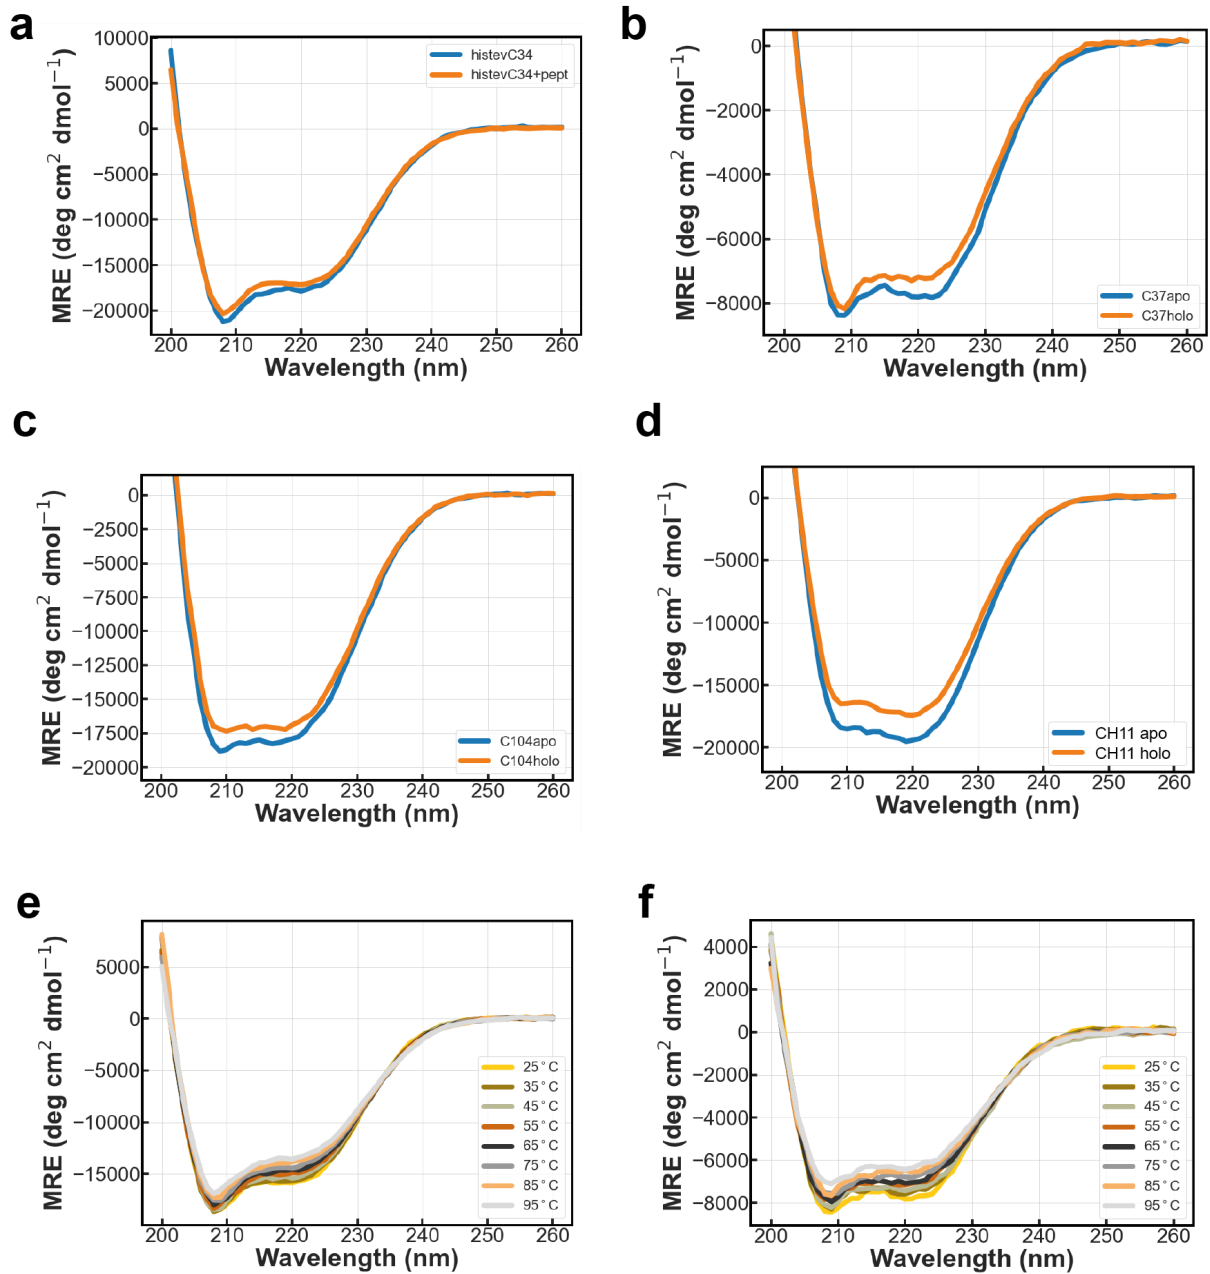 a
10000
5000
0
−5000
−10000
−15000
−20000
MRE (deg cm² dmol⁻¹)
histevC34
histevC34+pept
200 210 220 230 240 250 260
Wavelength (nm)
b
0
−2000
−4000
−6000
−8000
MRE (deg cm² dmol⁻¹)
C37apo
C37holo
200 210 220 230 240 250 260
Wavelength (nm)
c
0
−2500
−5000
−7500
−10000
−12500
−15000
−17500
−20000
MRE (deg cm² dmol⁻¹)
C104apo
C104holo
200 210 220 230 240 250 260
Wavelength (nm)
d
0
−5000
−10000
−15000
−20000
MRE (deg cm² dmol⁻¹)
CH11 apo
CH11 holo
200 210 220 230 240 250 260
Wavelength (nm)
e
5000
0
−5000
−10000
−15000
MRE (deg cm² dmol⁻¹)
25°C
35°C
45°C
55°C
65°C
75°C
85°C
95°C
200 210 220 230 240 250 260
Wavelength (nm)
f
4000
2000
0
−2000
−4000
−6000
−8000
MRE (deg cm² dmol⁻¹)
25°C
35°C
45°C
55°C
65°C
75°C
85°C
95°C
200 210 220 230 240 250 260
Wavelength (nm)